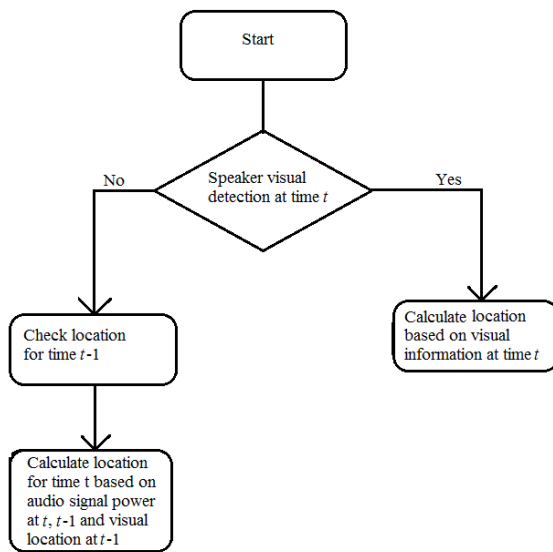 Start
Speaker visual
detection at time t
No
Yes
Check location
for time t-1
Calculate location
based on visual
information at time t
Calculate location
for time t based on
audio signal power
at t, t-1 and visual
location at t-1